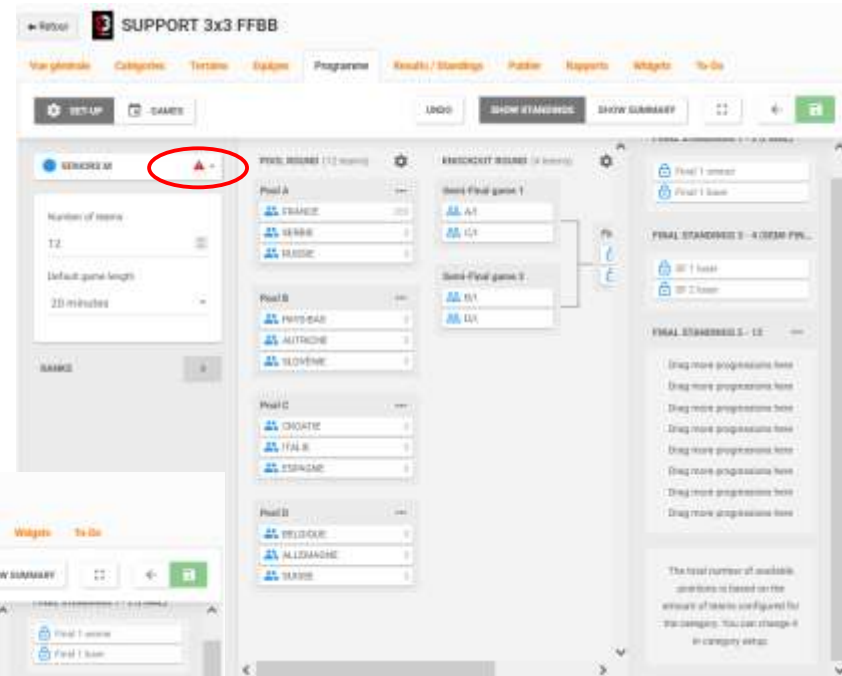 Retour
SUPPORT 3x3 FFBB
Vue générale Catégories Terrains Equipes Programme Results / Standings Publier Rapports Widgets To-Do
SET-UP GAMES UNDO SHOW STANDINGS SHOW SUMMARY
SENIORS M
Number of teams
12
Default game length
20 minutes
RANKS
POOL ROUND (12 teams)
Pool A
FRANCE
SERBIE
RUSSIE
Pool B
PAYS-BAS
AUTRICHE
SLOVÉNIE
Pool C
CROATIE
ITALIE
ESPAGNE
Pool D
BELGIQUE
ALLEMAGNE
SUISSE
KNOCKOUT ROUND (4 teams)
Semi-Final game 1
A/1
C/1
Semi-Final game 2
B/1
D/1
Final 1 winner
Final 1 loser
FINAL STANDINGS 3 - 4 (SEMI-FIN...
SF 1 loser
SF 2 loser
FINAL STANDINGS 5 - 12
Drag more progressions here
Drag more progressions here
Drag more progressions here
Drag more progressions here
Drag more progressions here
Drag more progressions here
Drag more progressions here
Drag more progressions here
The total number of available
positions is based on the
amount of teams configured for
the category. You can change it
in category setup.
Widgets To-Do
W SUMMARY
Final 1 winner
Final 1 loser